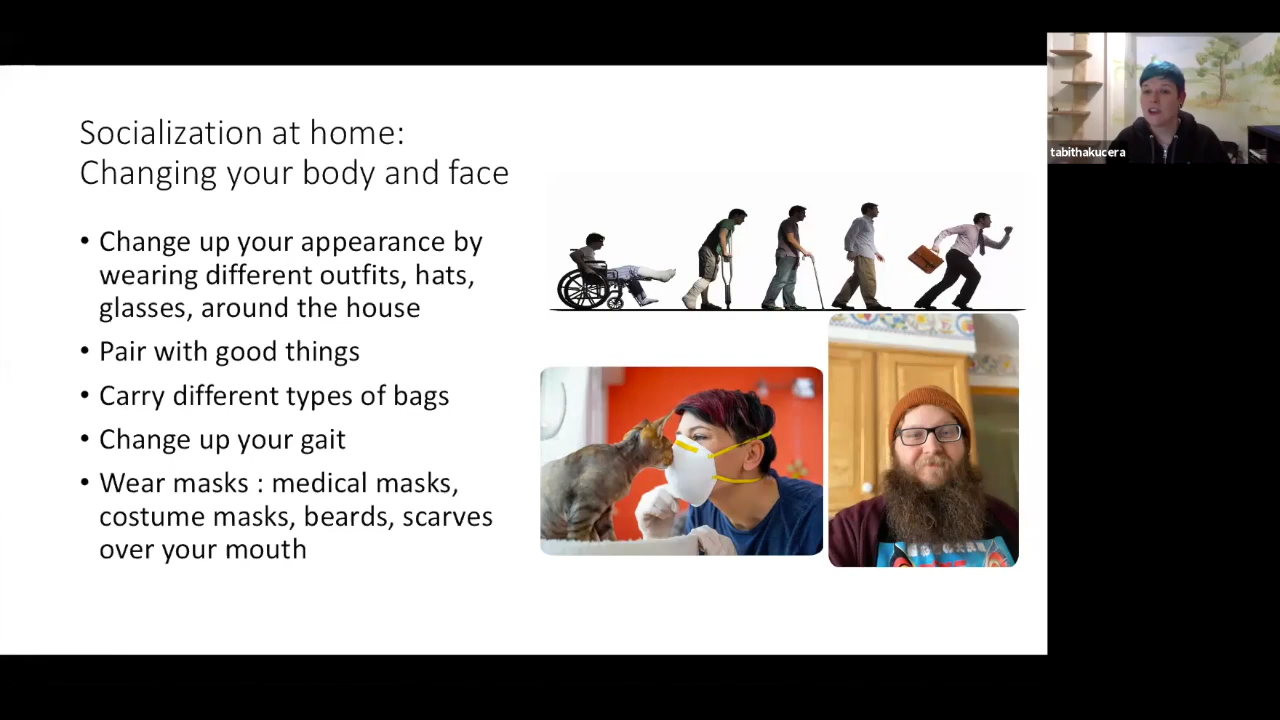 Socialization at home:
Changing your body and face
• Change up your appearance by
wearing different outfits, hats,
glasses, around the house
• Pair with good things
• Carry different types of bags
• Change up your gait
• Wear masks : medical masks,
costume masks, beards, scarves
over your mouth
tabithakucera